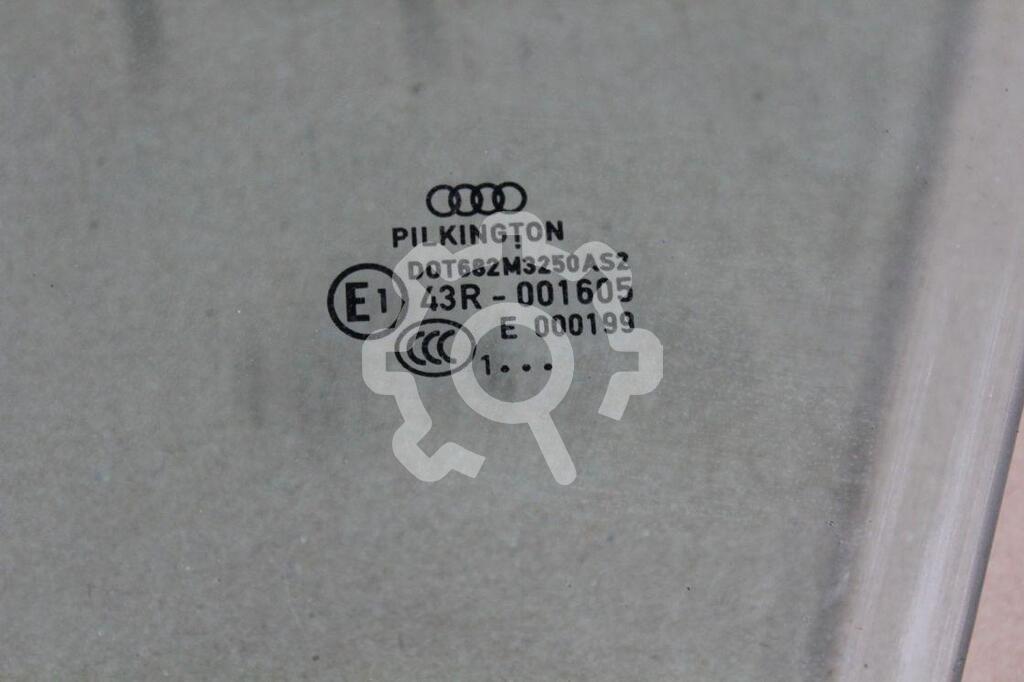 PILKINGTON
DOT682M3250AS2
E1 43R - 001605
E 000199
CCC
1...